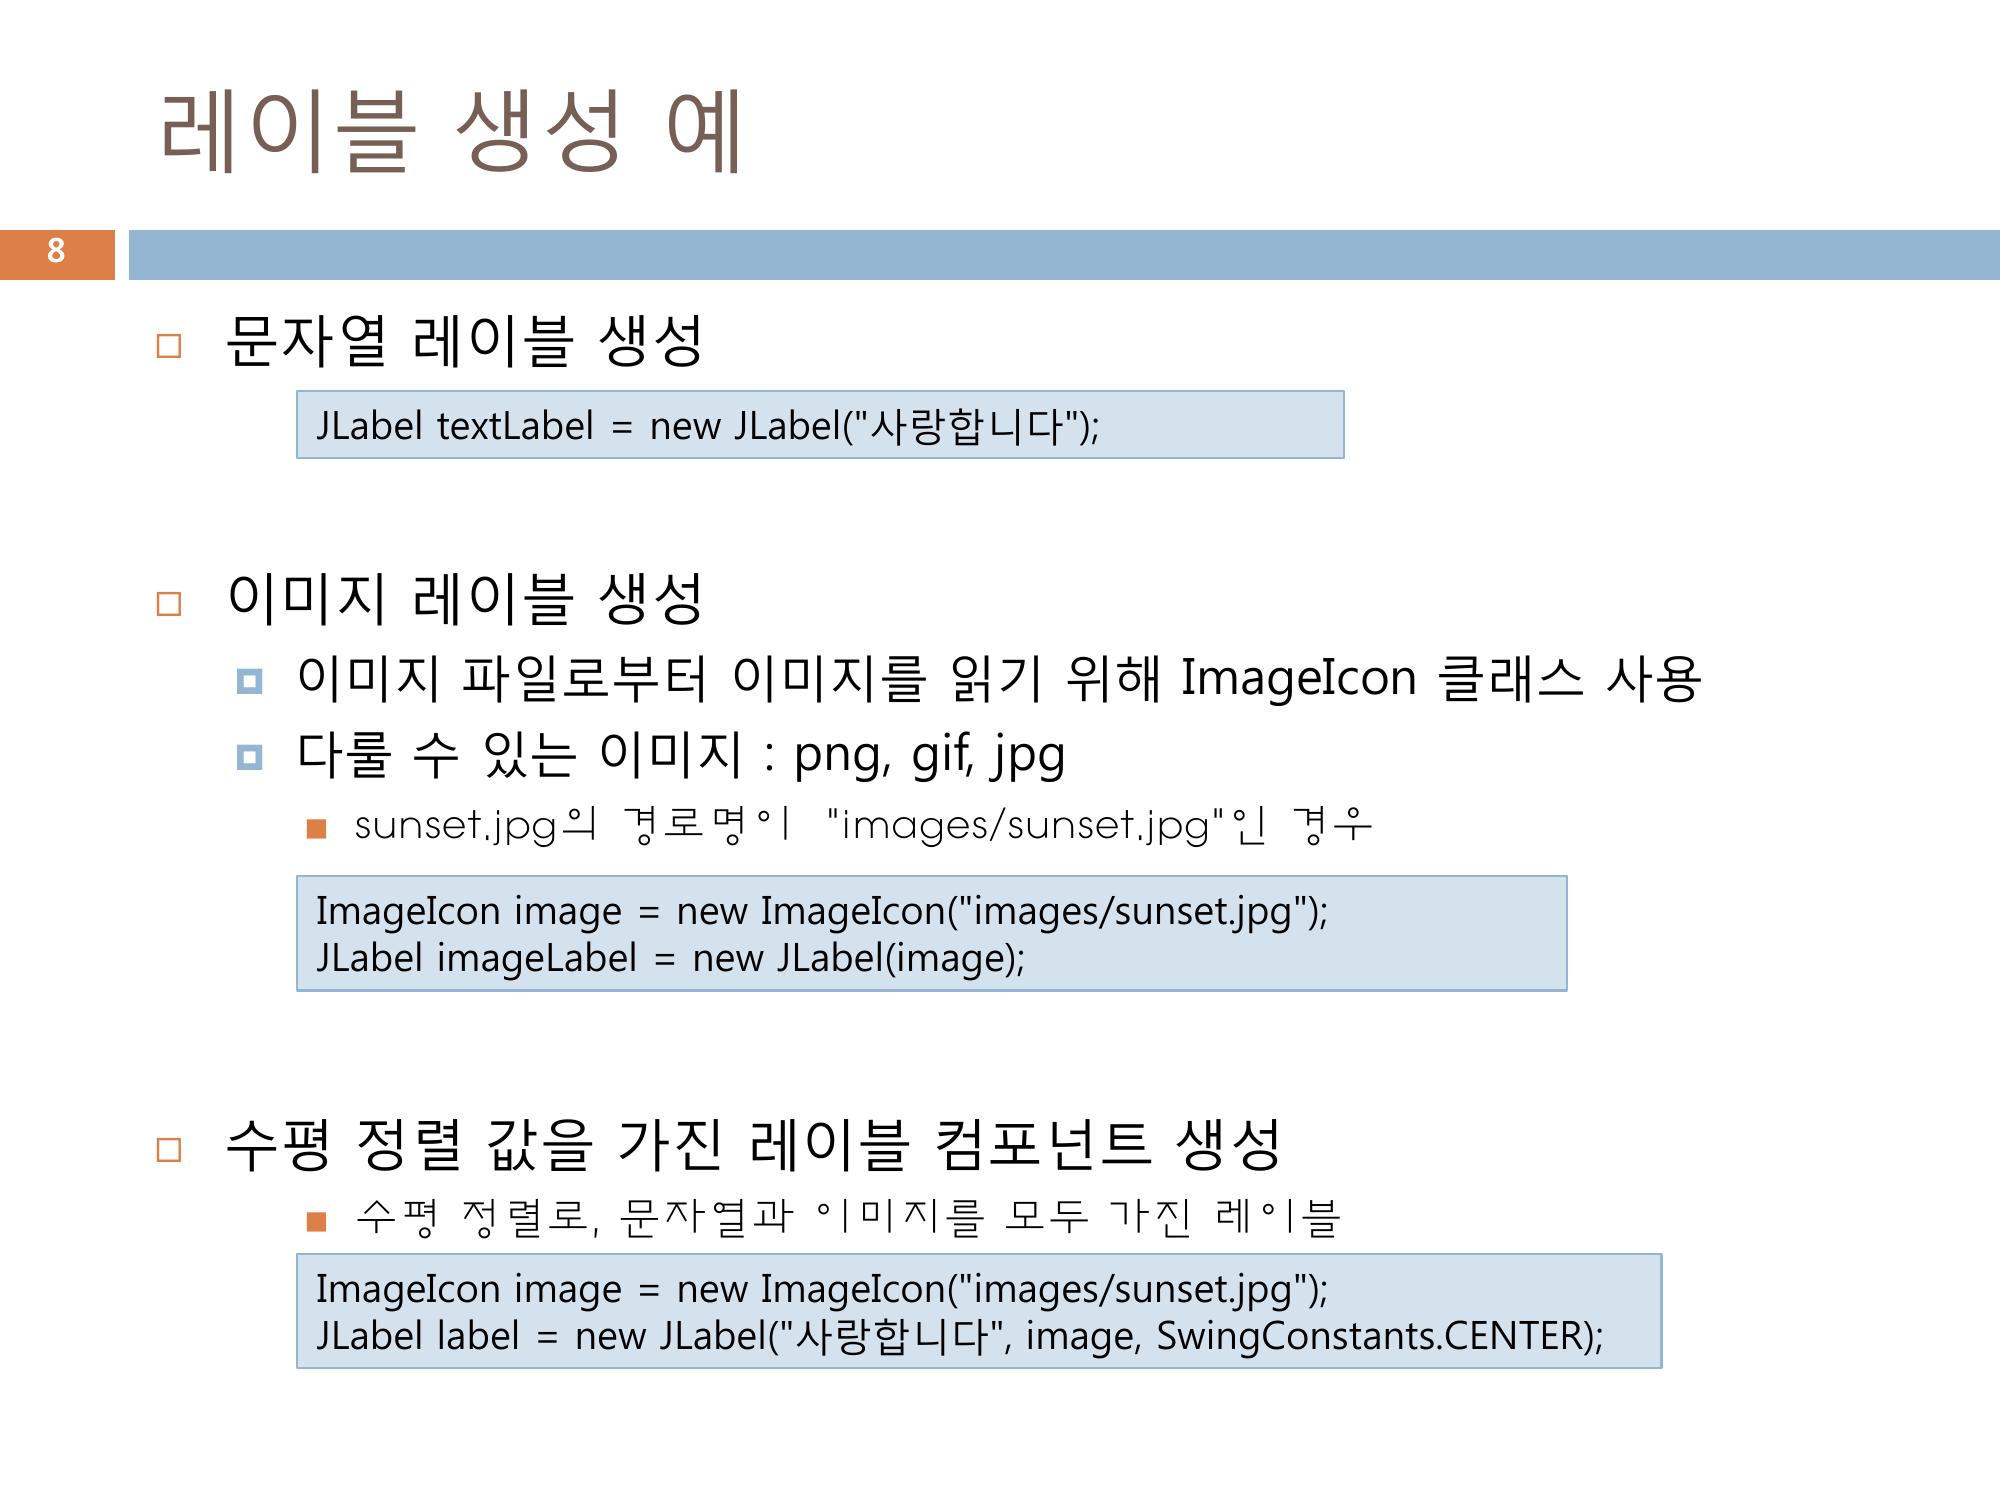 레이블 생성 예
8
문자열 레이블 생성
JLabel textLabel = new JLabel("사랑합니다");
이미지 레이블 생성
이미지 파일로부터 이미지를 읽기 위해 ImageIcon 클래스 사용
다룰 수 있는 이미지 : png, gif, jpg
sunset.jpg의 경로명이 "images/sunset.jpg"인 경우
ImageIcon image = new ImageIcon("images/sunset.jpg");
JLabel imageLabel = new JLabel(image);
수평 정렬 값을 가진 레이블 컴포넌트 생성
수평 정렬로, 문자열과 이미지를 모두 가진 레이블
ImageIcon image = new ImageIcon("images/sunset.jpg");
JLabel label = new JLabel("사랑합니다", image, SwingConstants.CENTER);